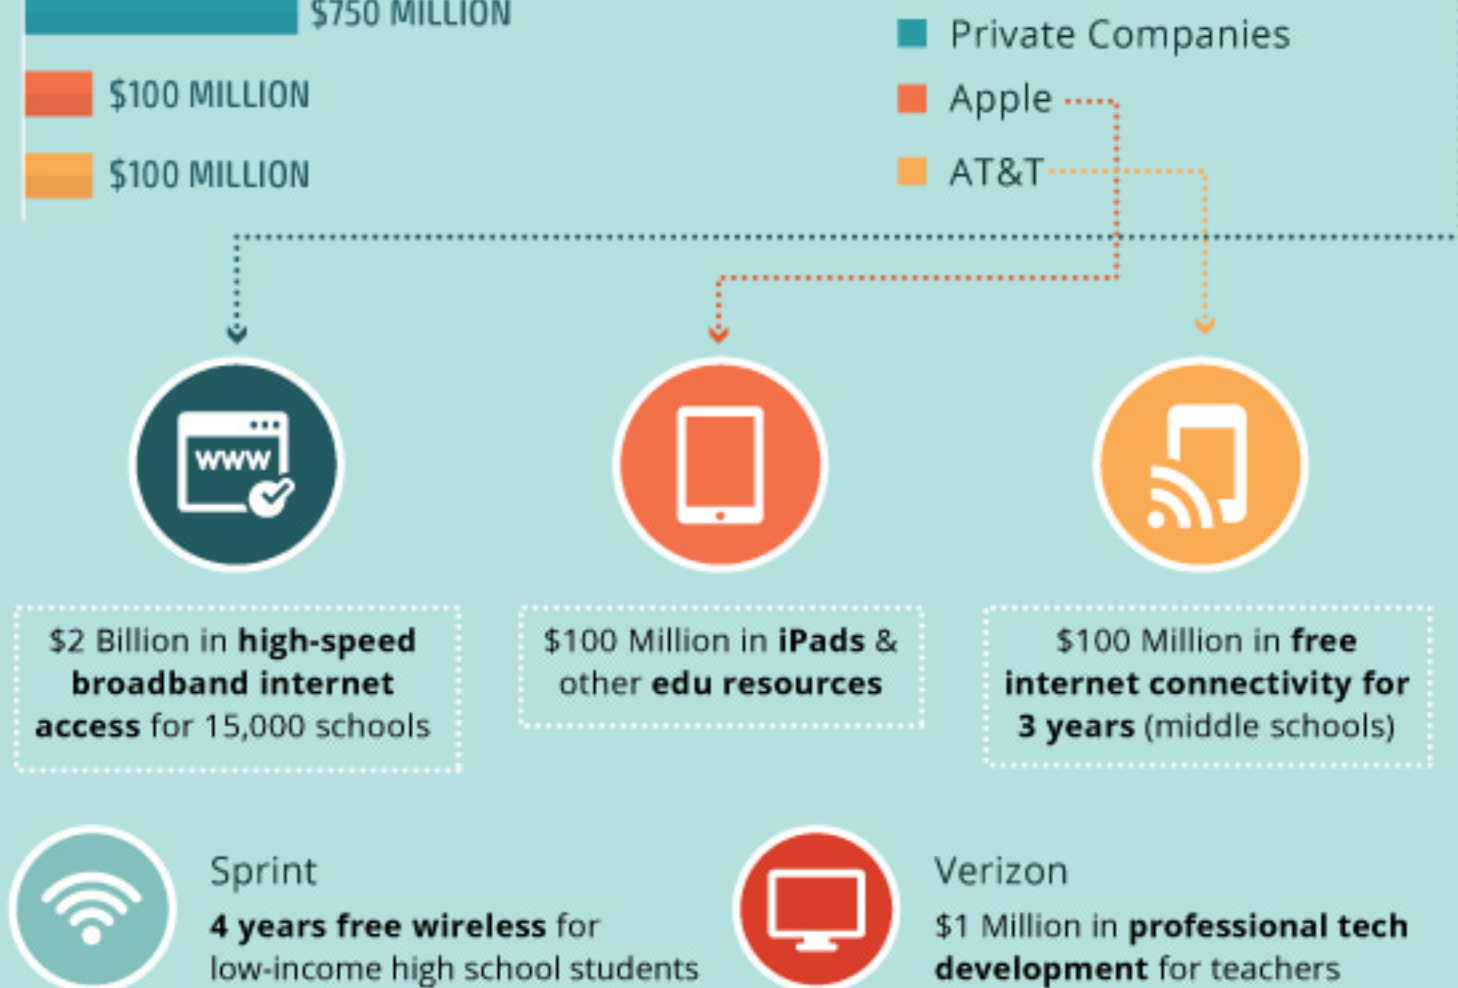 $750 MILLION
$100 MILLION
$100 MILLION
Private Companies
Apple
AT&T
www
$2 Billion in high-speed
broadband internet
access for 15,000 schools
$100 Million in iPads &
other edu resources
$100 Million in free
internet connectivity for
3 years (middle schools)
Sprint
4 years free wireless for
low-income high school students
Verizon
$1 Million in professional tech
development for teachers